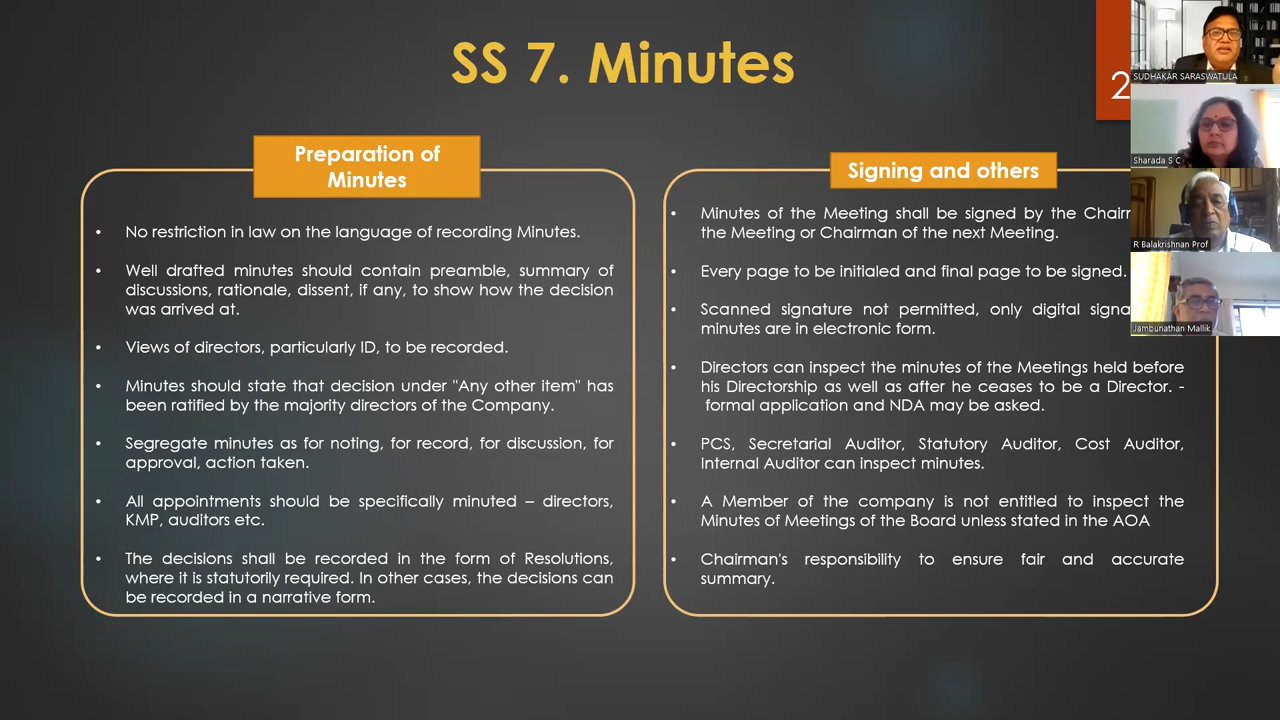 SS 7. Minutes
2
Preparation of
Minutes
• No restriction in law on the language of recording Minutes.
• Well drafted minutes should contain preamble, summary of
discussions, rationale, dissent, if any, to show how the decision
was arrived at.
• Views of directors, particularly ID, to be recorded.
• Minutes should state that decision under "Any other item" has
been ratified by the majority directors of the Company.
• Segregate minutes as for noting, for record, for discussion, for
approval, action taken.
• All appointments should be specifically minuted – directors,
KMP, auditors etc.
• The decisions shall be recorded in the form of Resolutions,
where it is statutorily required. In other cases, the decisions can
be recorded in a narrative form.
Signing and others
• Minutes of the Meeting shall be signed by the
the Meeting or Chairman of the next Meeting.
• Every page to be initialed and final page to be signed.
• Scanned signature not permitted, only digital
minutes are in electronic form.
• Directors can inspect the minutes of the Meetings held before
his Directorship as well as after he ceases to be a Director. -
formal application and NDA may be asked.
• PCS, Secretarial Auditor, Statutory Auditor, Cost Auditor,
Internal Auditor can inspect minutes.
• A Member of the company is not entitled to inspect the
Minutes of Meetings of the Board unless stated in the AOA
• Chairman's responsibility to ensure fair and accurate
summary.
SUDHAKAR SARASWATULA
Sharada S C
R Balakrishnan Prof
Jambunathan Mallik